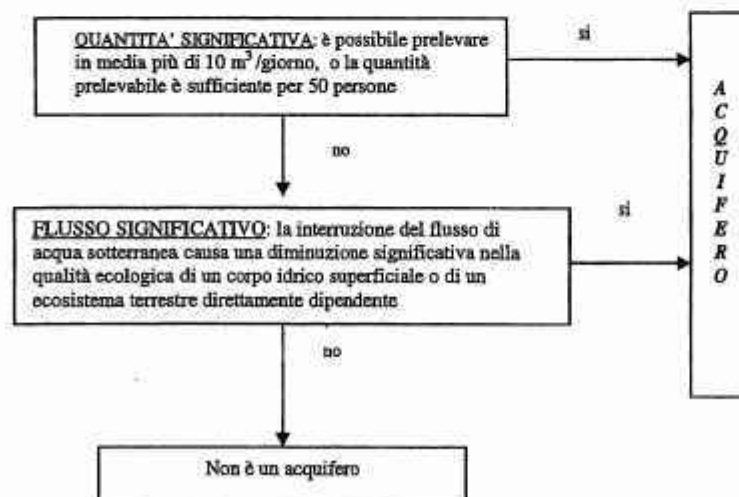 QUANTITA' SIGNIFICATIVA: è possibile prelevare
in media più di 10 m³/giorno, o la quantità
prelevabile è sufficiente per 50 persone
si
no
FLUSSO SIGNIFICATIVO: la interruzione del flusso di
acqua sotterranea causa una diminuzione significativa nella
qualità ecologica di un corpo idrico superficiale o di un
ecosistema terrestre direttamente dipendente
si
no
Non è un acquifero
A
C
Q
U
I
F
E
R
O